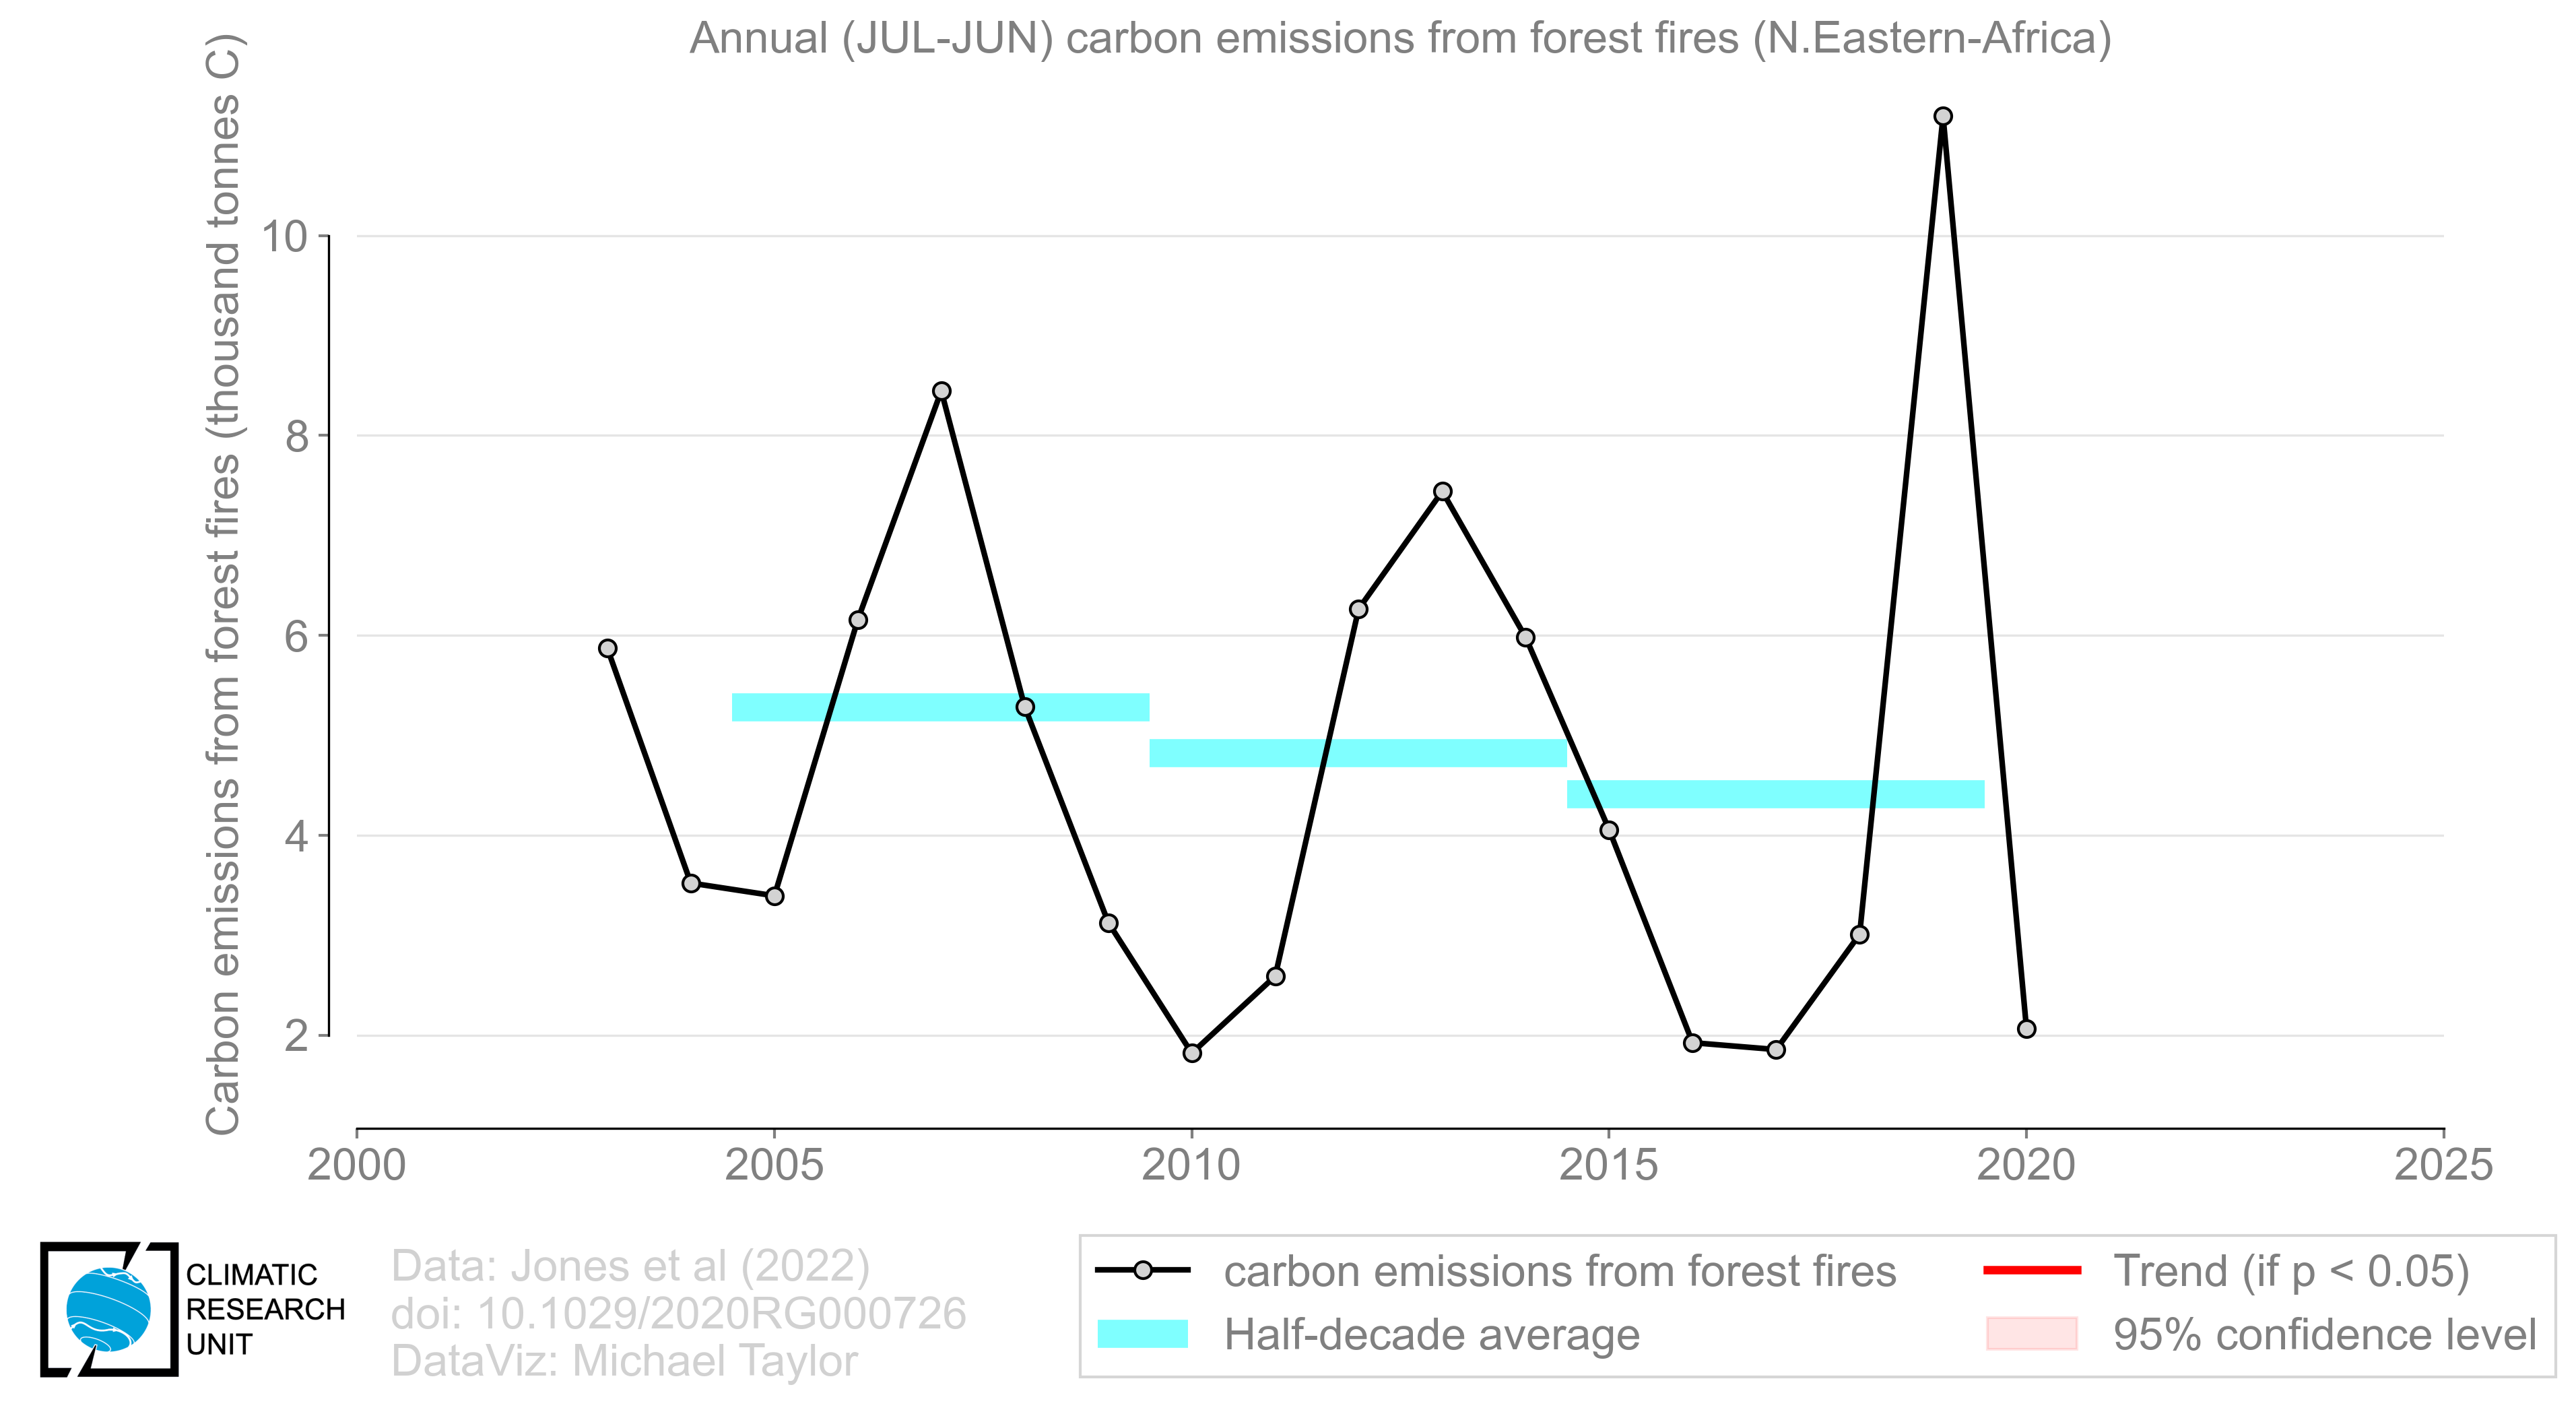 Annual (JUL-JUN) carbon emissions from forest fires (N.Eastern-Africa)
Carbon emissions from forest fires (thousand tonnes C)
10
8
6
4
2
2000
2005
2010
2015
2020
2025
CLIMATIC
RESEARCH
UNIT
Data: Jones et al (2022)
doi: 10.1029/2020RG000726
DataViz: Michael Taylor
carbon emissions from forest fires
Half-decade average
Trend (if p < 0.05)
95% confidence level